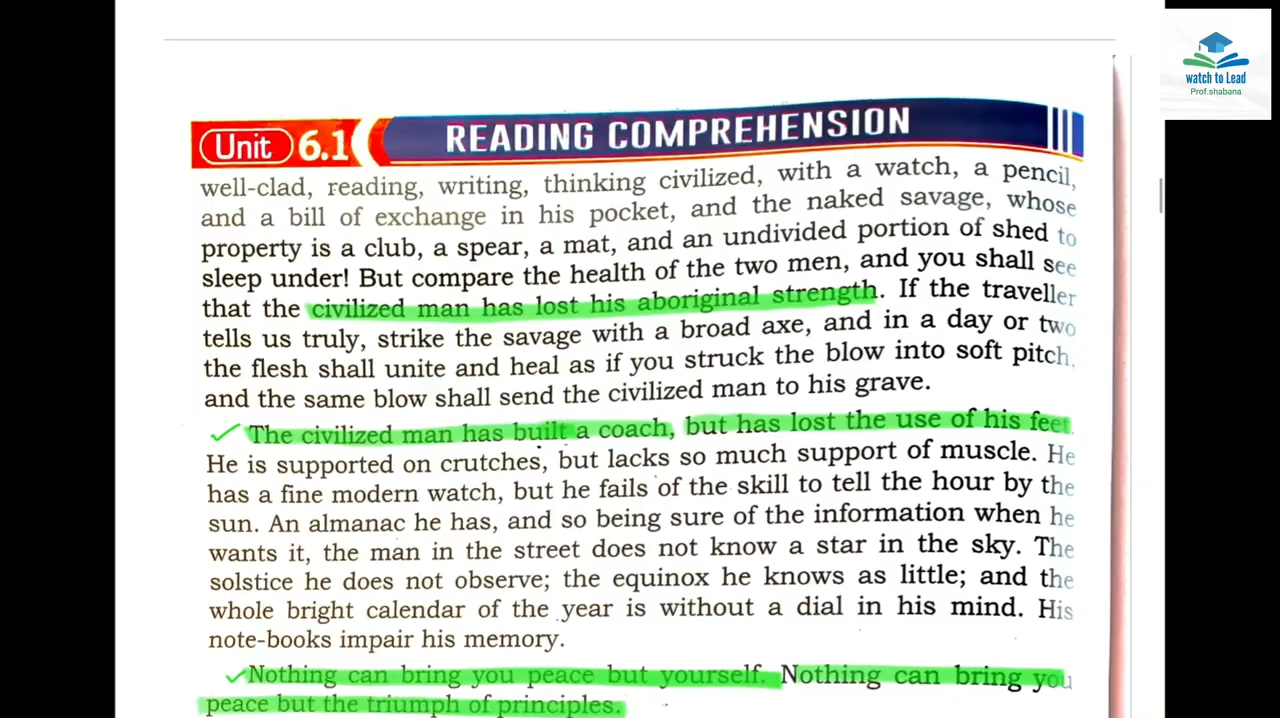 watch to Lead
Prof.shabana
Unit 6.1 READING COMPREHENSION
well-clad, reading, writing, thinking civilized, with a watch, a pencil,
and a bill of exchange in his pocket, and the naked savage, whose
property is a club, a spear, a mat, and an undivided portion of shed to
sleep under! But compare the health of the two men, and you shall see
that the civilized man has lost his aboriginal strength. If the traveller
tells us truly, strike the savage with a broad axe, and in a day or two
the flesh shall unite and heal as if you struck the blow into soft pitch,
and the same blow shall send the civilized man to his grave.
The civilized man has built a coach, but has lost the use of his feet.
He is supported on crutches, but lacks so much support of muscle. He
has a fine modern watch, but he fails of the skill to tell the hour by the
sun. An almanac he has, and so being sure of the information when he
wants it, the man in the street does not know a star in the sky. The
solstice he does not observe; the equinox he knows as little; and the
whole bright calendar of the year is without a dial in his mind. His
note-books impair his memory.
Nothing can bring you peace but yourself. Nothing can bring you
peace but the triumph of principles.